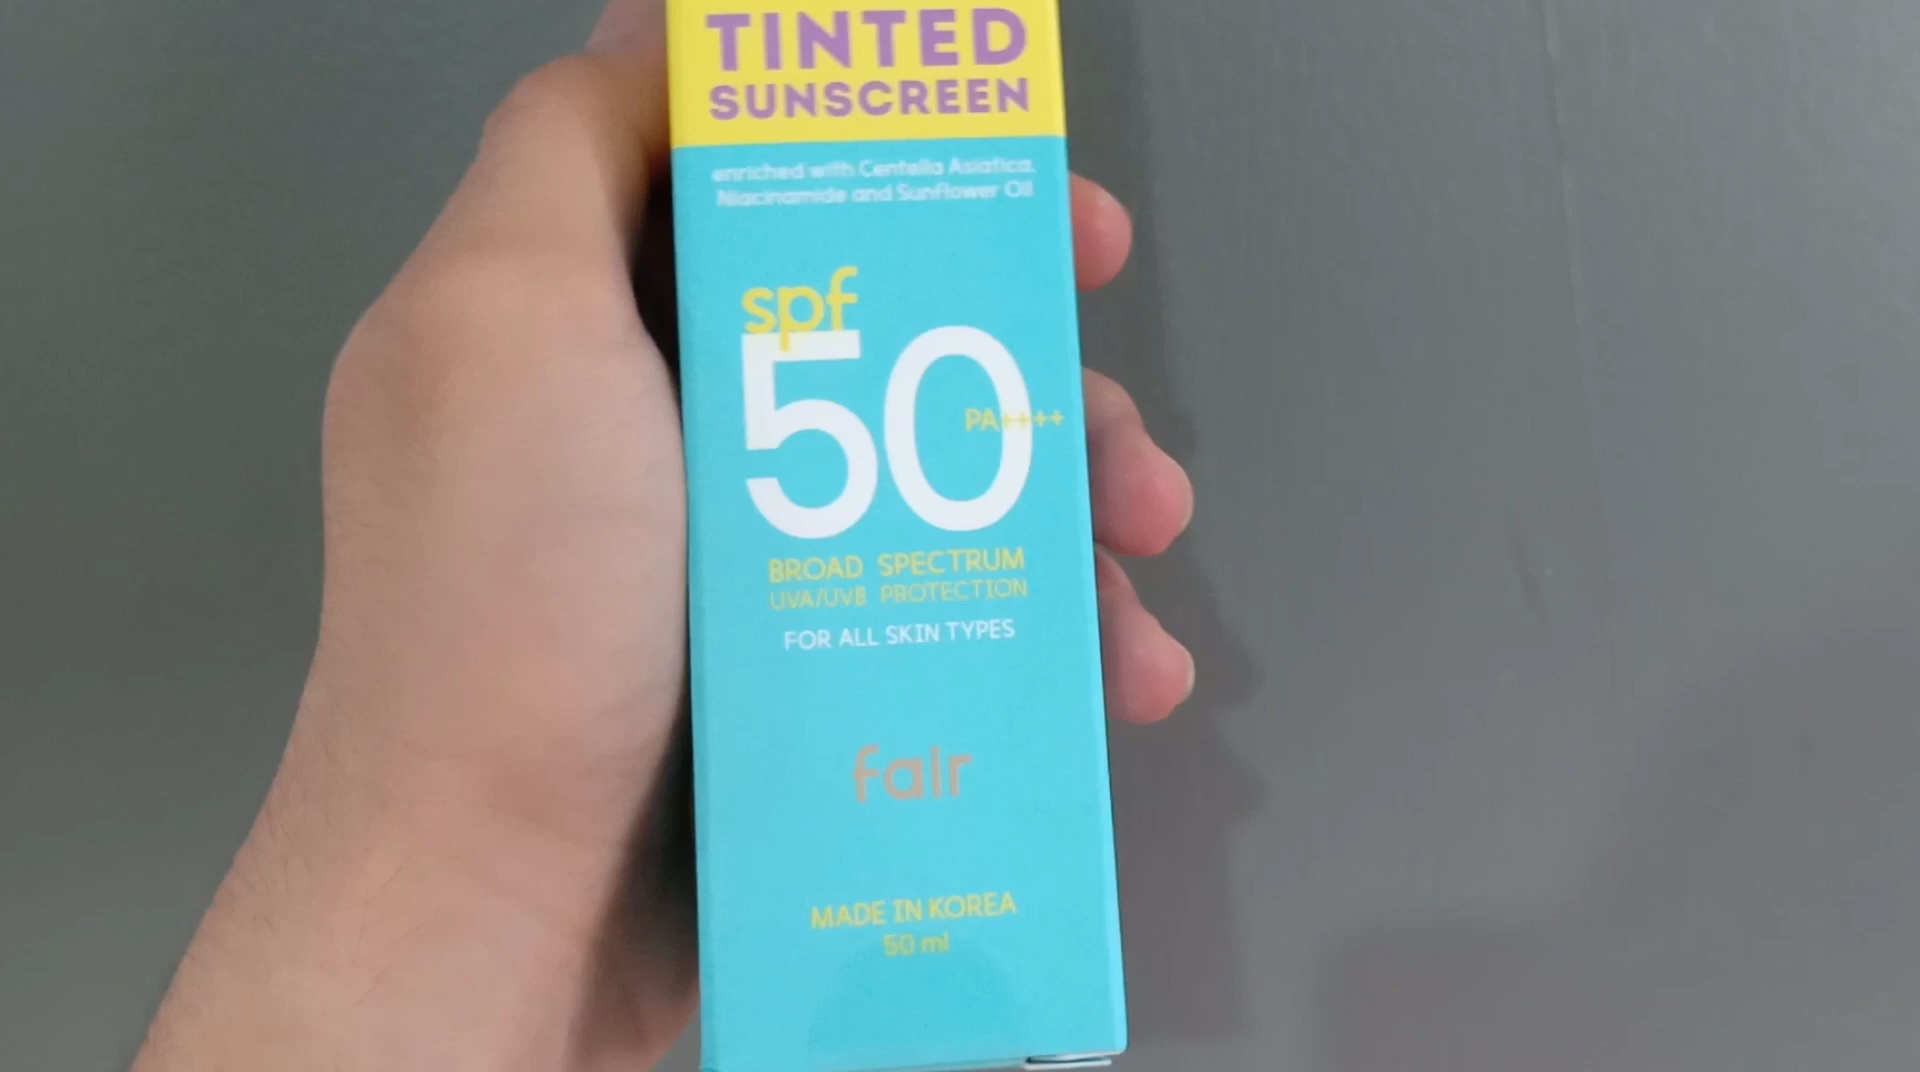 TINTED
SUNSCREEN
enriched with Centella Asiatica,
Niacinamide and Sunflower Oil
spf
50
PA++++
BROAD SPECTRUM
UVA/UVB PROTECTION
FOR ALL SKIN TYPES
fair
MADE IN KOREA
50 ml